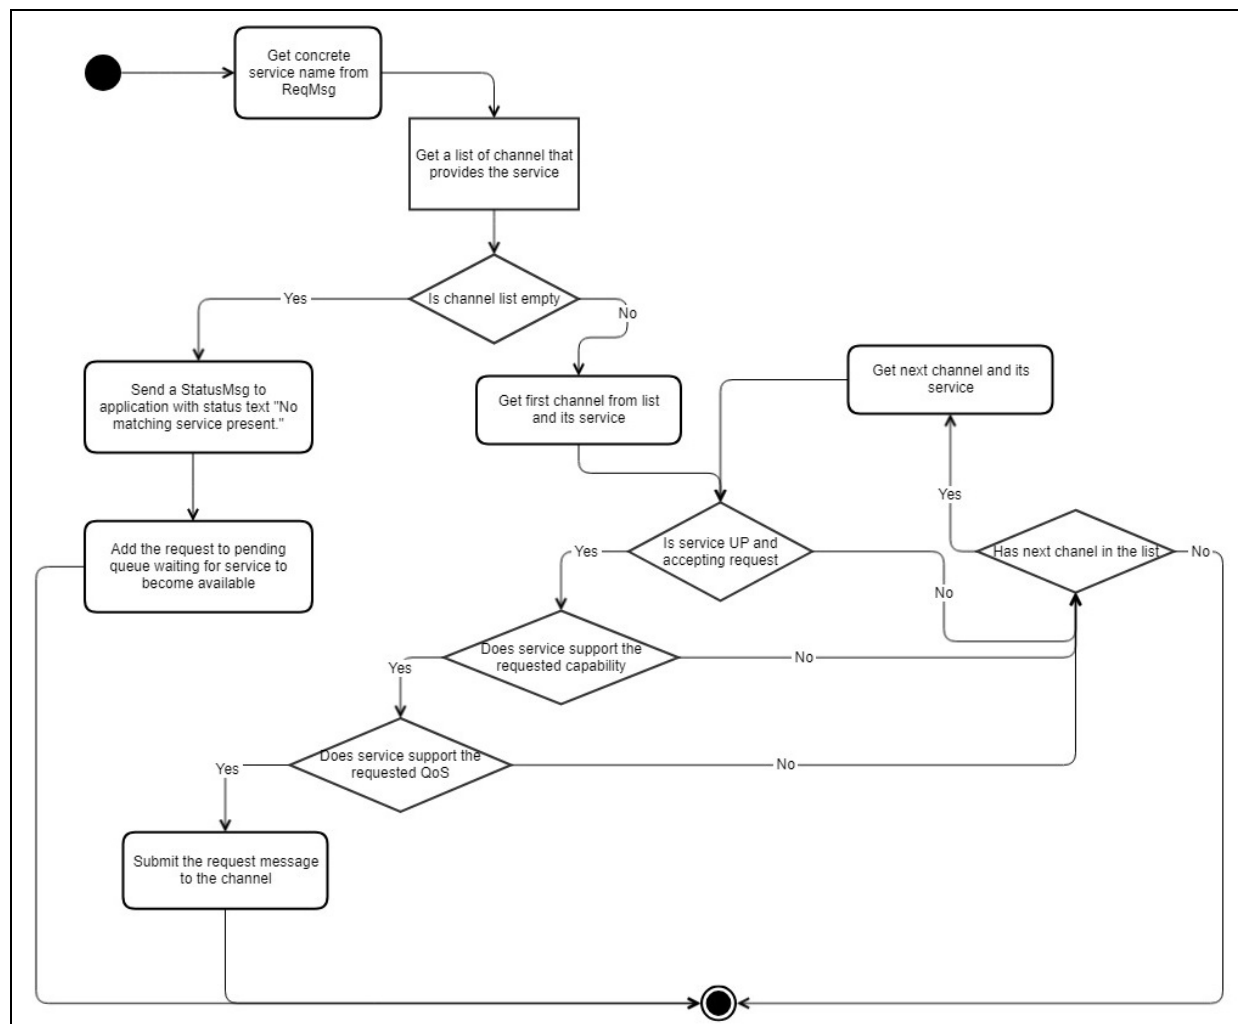 Get concrete
service name from
ReqMsg
Get a list of channel that
provides the service
Is channel list empty
Yes
No
Send a StatusMsg to
application with status text "No
matching service present."
Get first channel from list
and its service
Get next channel and its
service
Add the request to pending
queue waiting for service to
become available
Is service UP and
accepting request
Yes
No
Has next chanel in the list
Yes
No
Does service support the
requested capability
Yes
No
Does service support the
requested QoS
Yes
No
Submit the request message
to the channel